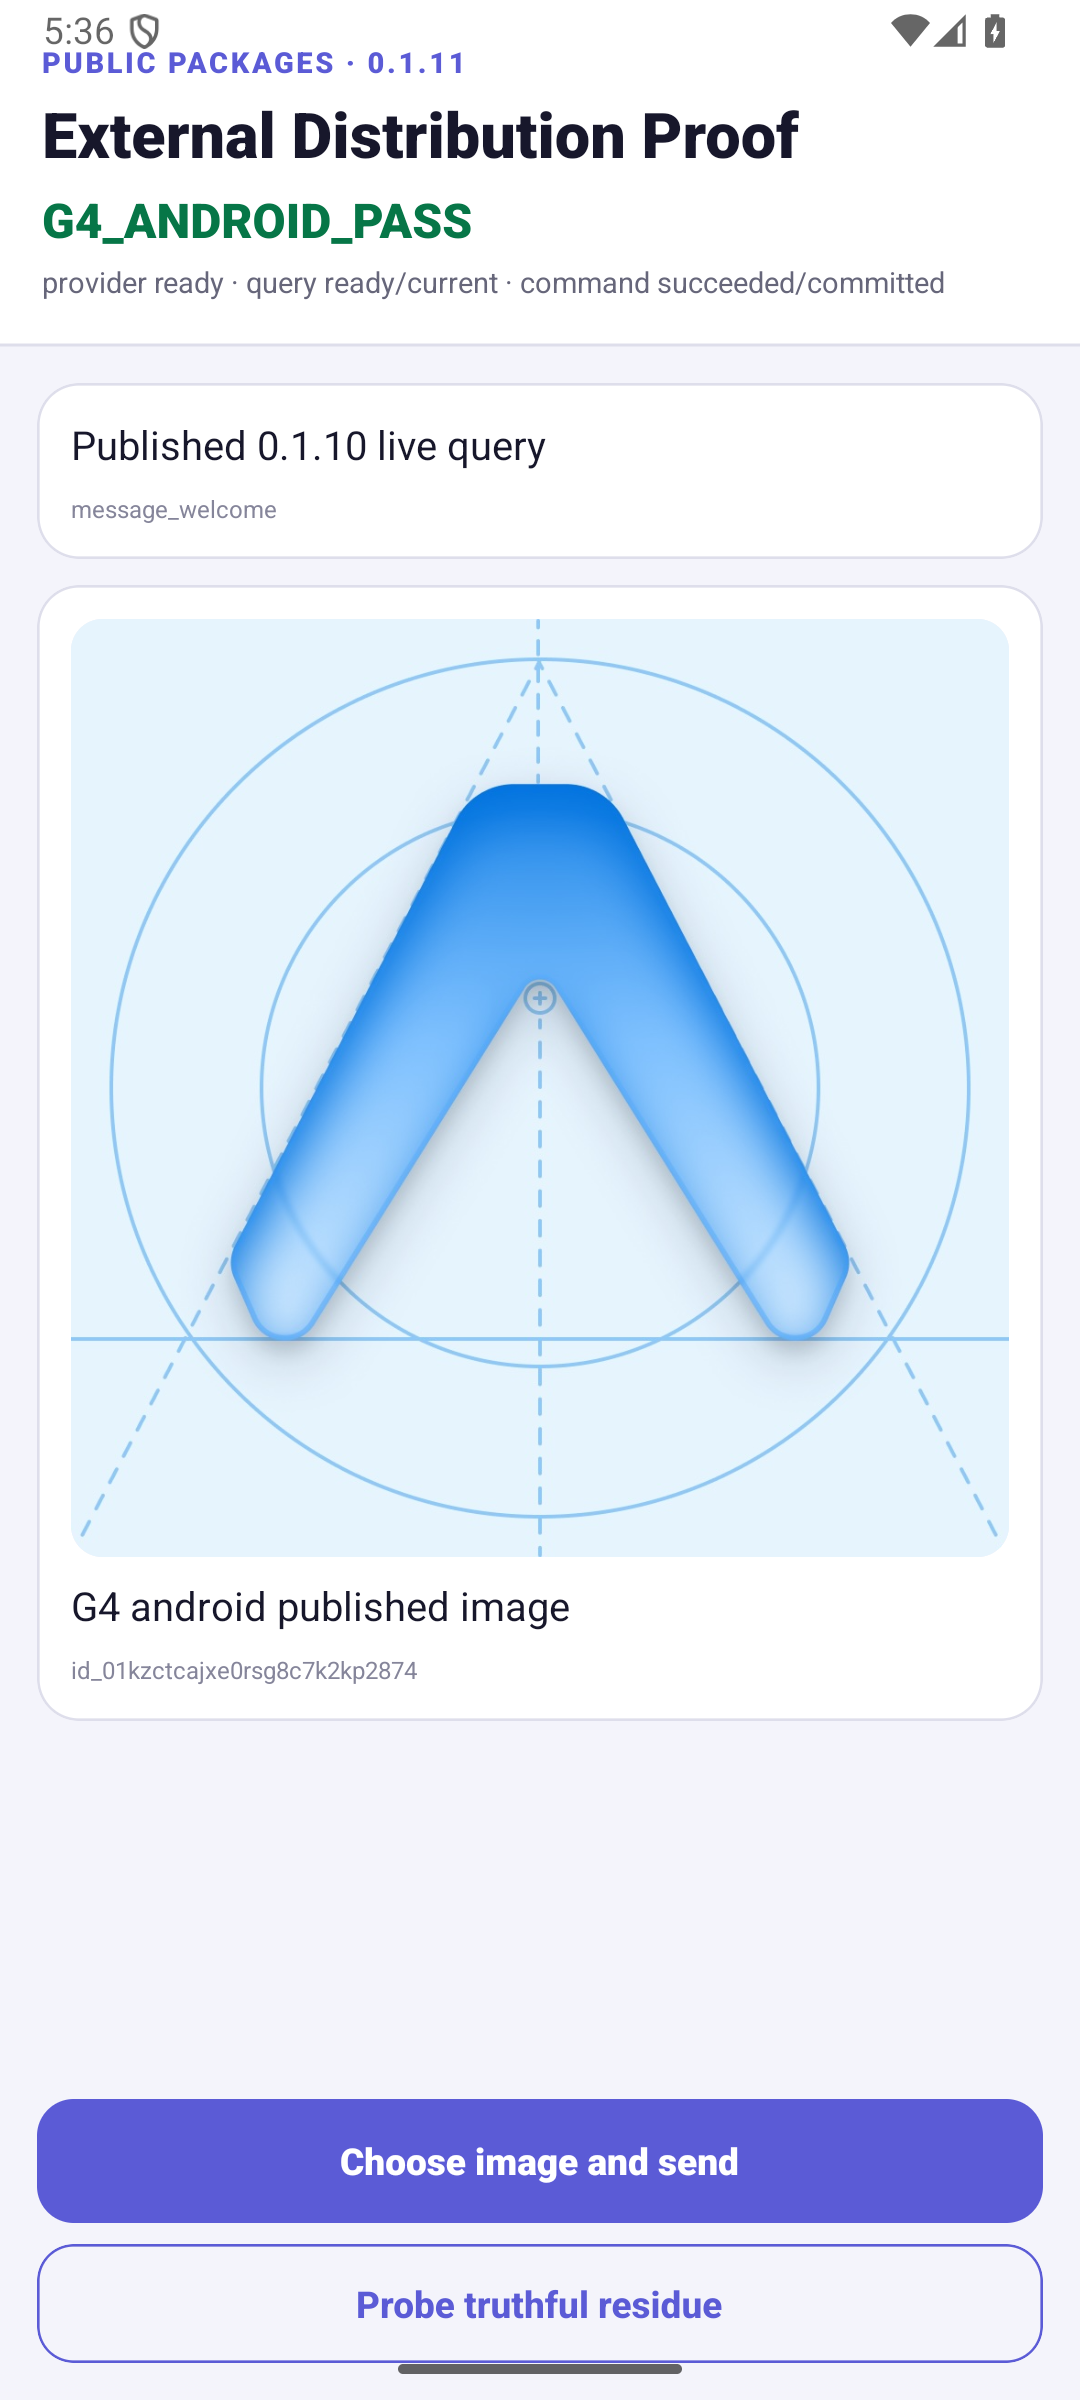 5:36
PUBLIC PACKAGES · 0.1.11
External Distribution Proof
G4_ANDROID_PASS
provider ready · query ready/current · command succeeded/committed
Published 0.1.10 live query
message_welcome
G4 android published image
id_01kzctcajxe0rsg8c7k2kp2874
Choose image and send
Probe truthful residue